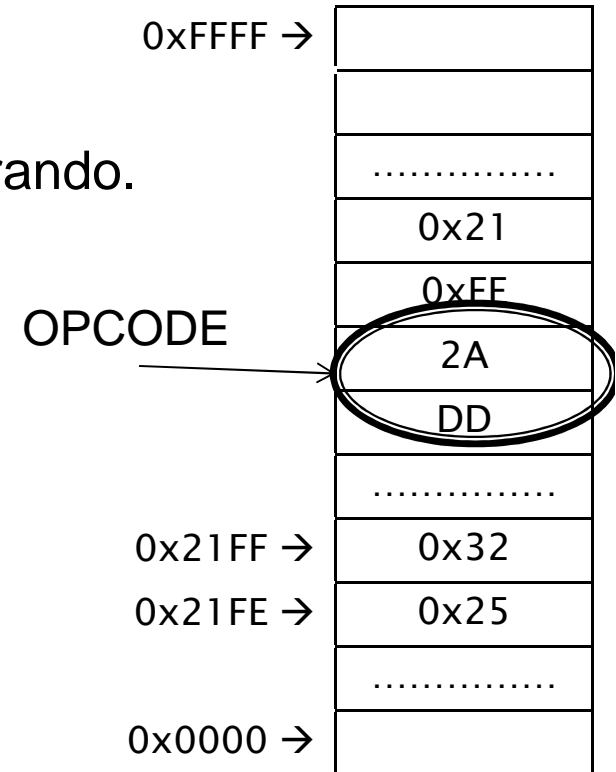 0xFFFF →
rando.
...............
0x21
0xFF
OPCODE
2A
DD
...............
0x21FF → 0x32
0x21FE → 0x25
...............
0x0000 →